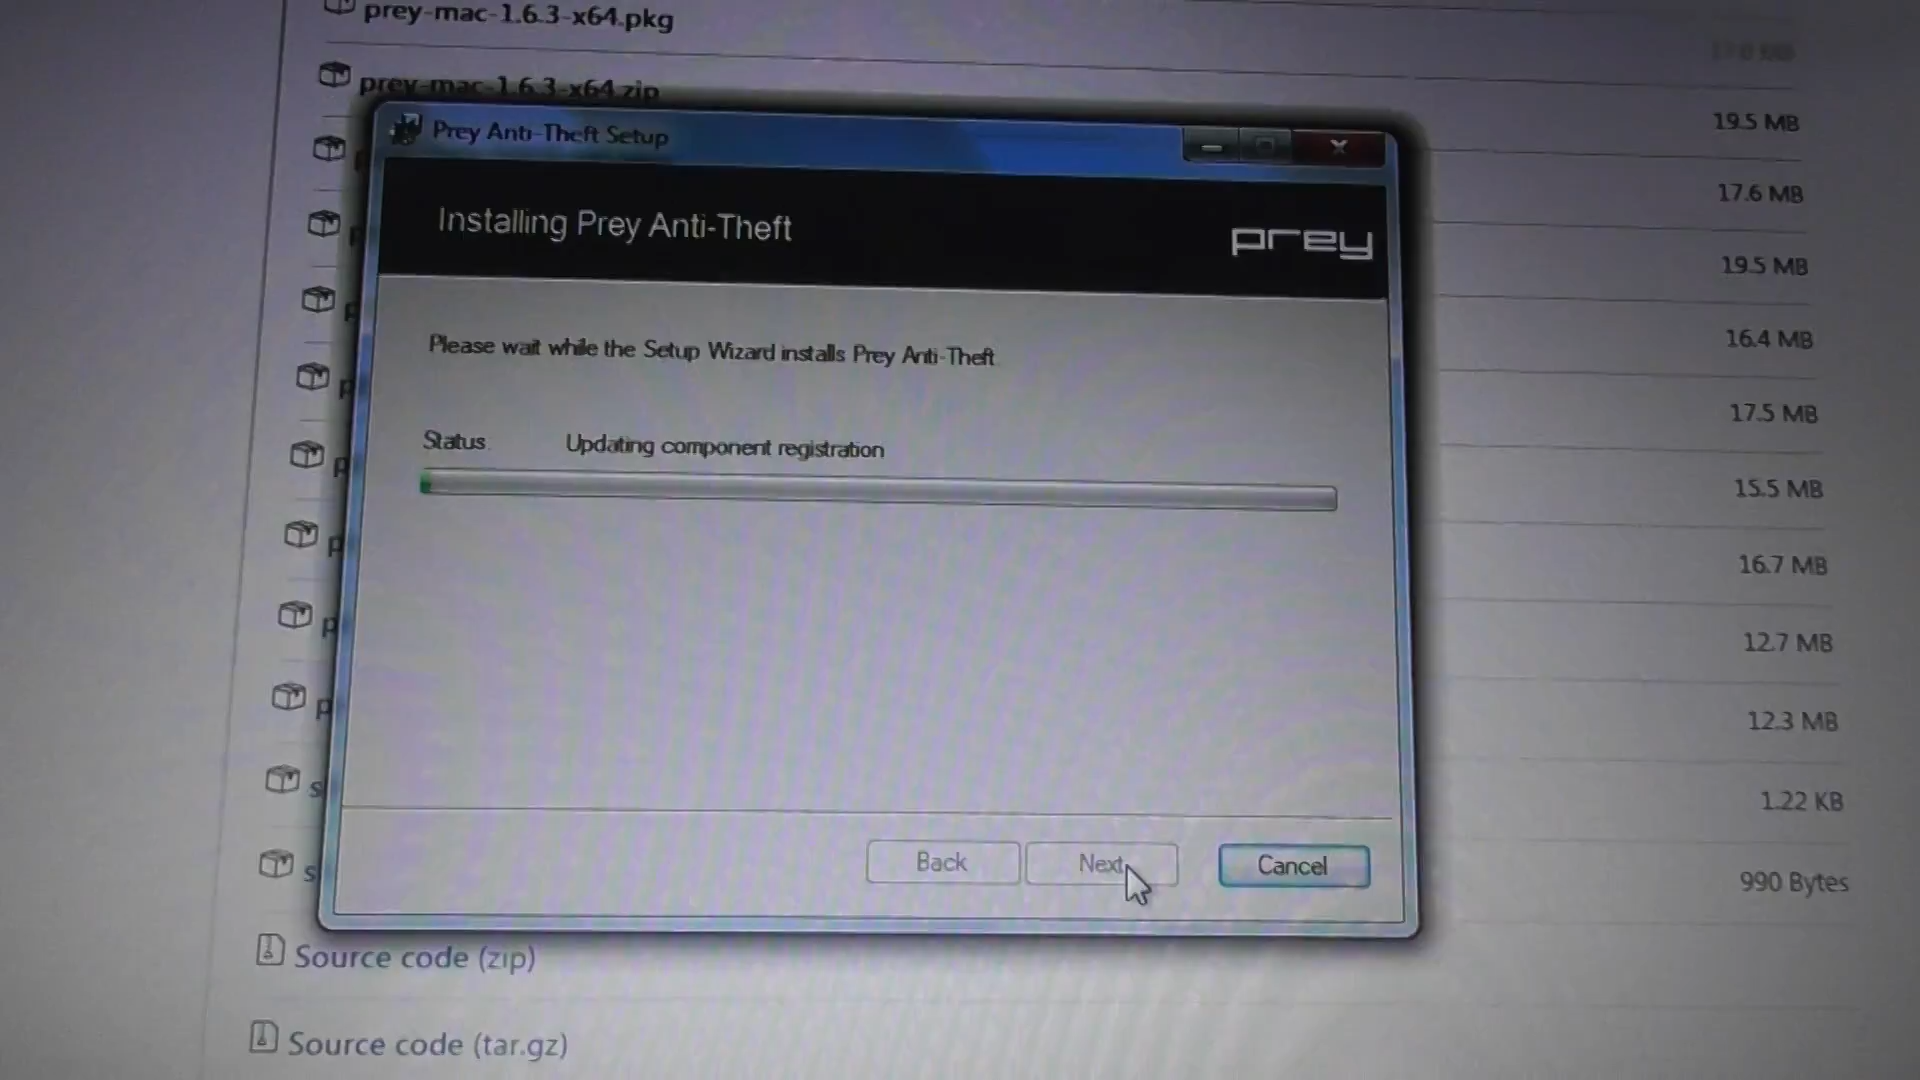 prey-mac-1.6.3-x64.pkg
prey-mac-1.6.3-x64.zip
19.5 MB
Prey Anti-Theft Setup
17.6 MB
Installing Prey Anti-Theft
prey
19.5 MB
16.4 MB
Please wait while the Setup Wizard installs Prey Anti-Theft
17.5 MB
Status:
Updating component registration
15.5 MB
16.7 MB
12.7 MB
12.3 MB
1.22 KB
Back
Next
Cancel
990 Bytes
Source code (zip)
Source code (tar.gz)